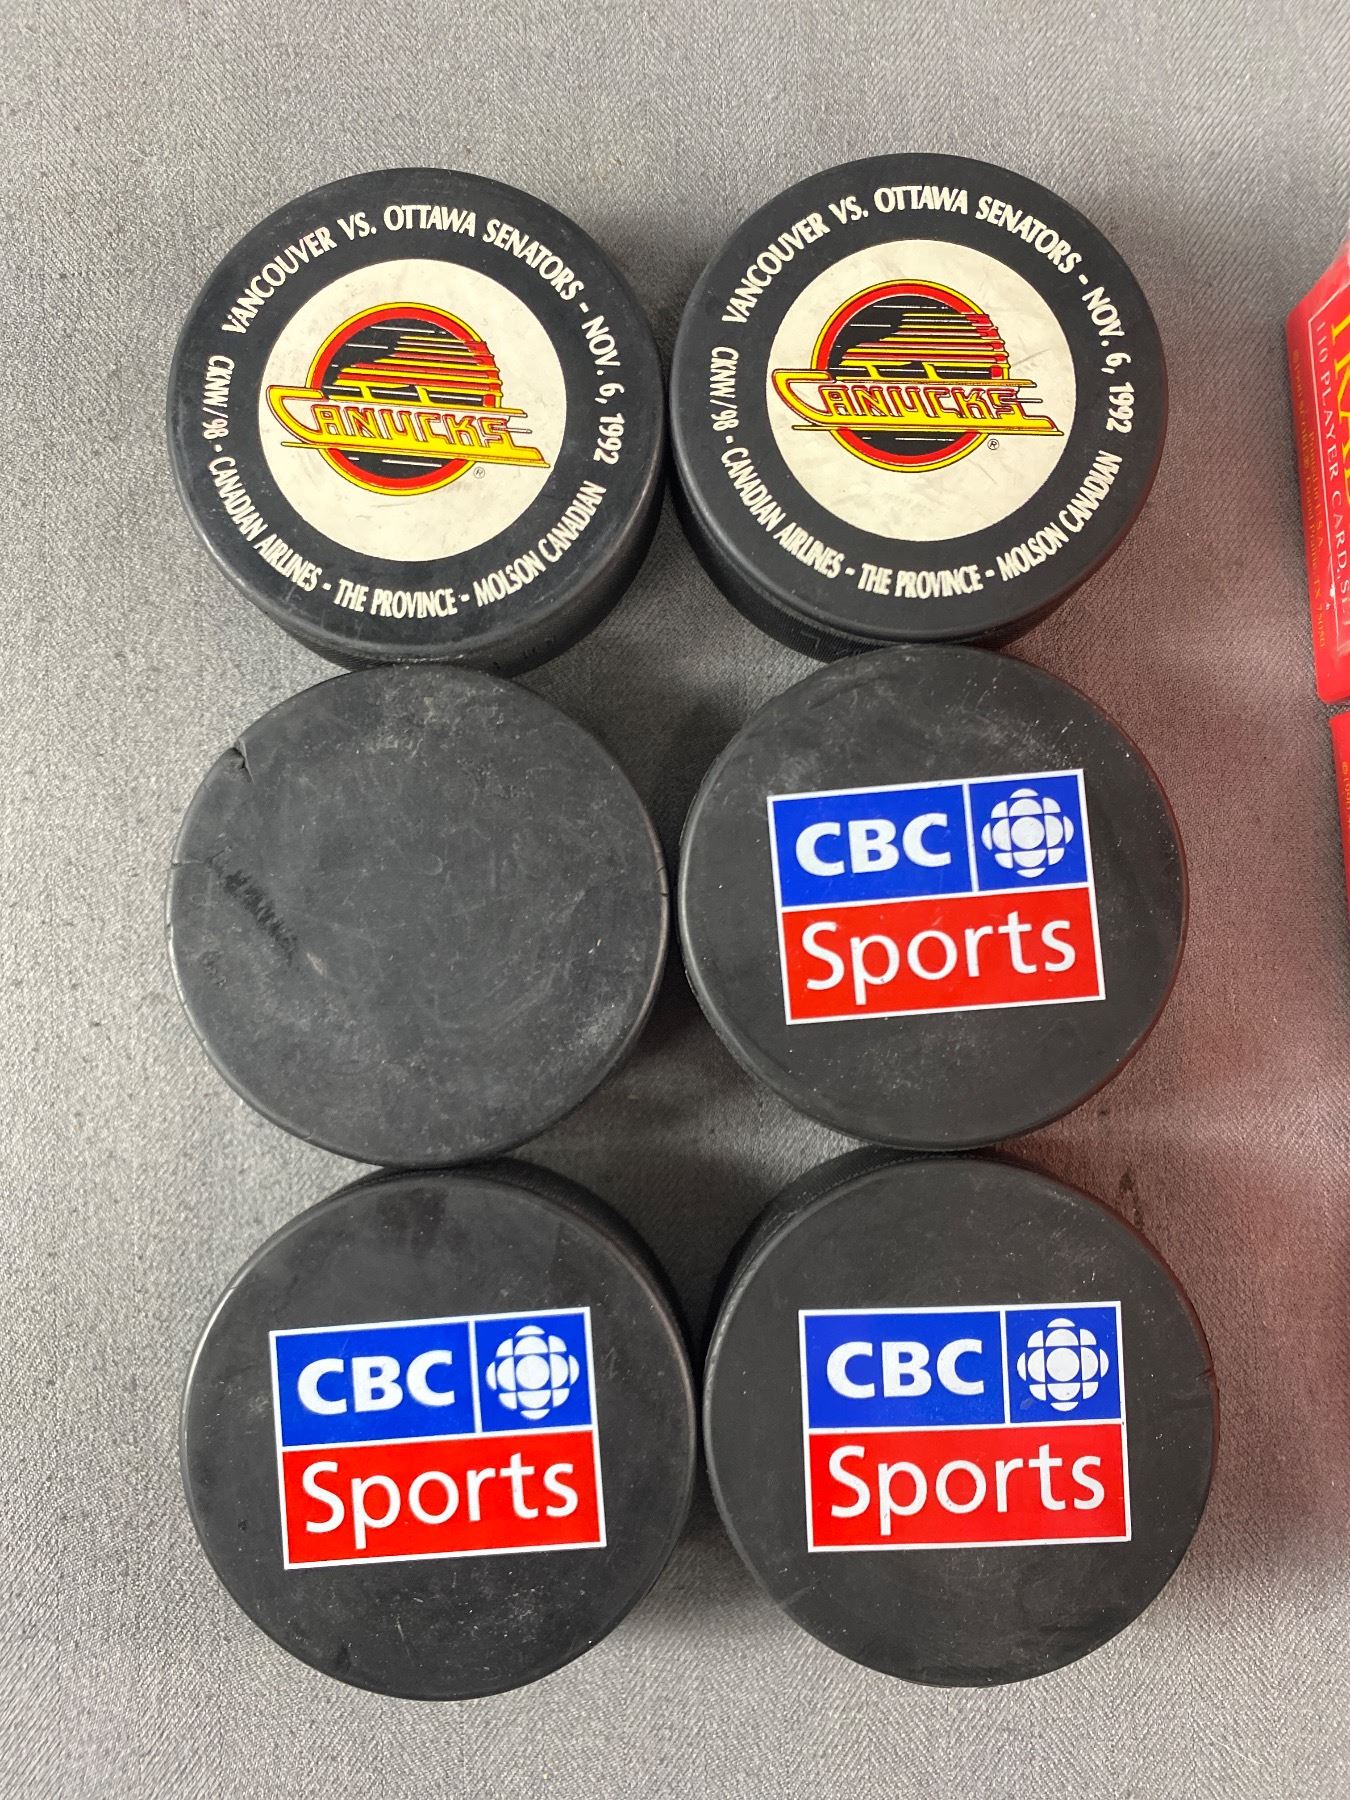 VANCOUVER VS. OTTAWA SENATORS - NOV. 6, 1992
CANUCKS
®
CKNW/98 - CANADIAN AIRLINES - THE PROVINCE - MOLSON CANADIAN
VANCOUVER VS. OTTAWA SENATORS - NOV. 6, 1992
CANUCKS
®
CKNW/98 - CANADIAN AIRLINES - THE PROVINCE - MOLSON CANADIAN
110 PLAYER CARD
CBC
Sports
CBC
Sports
CBC
Sports